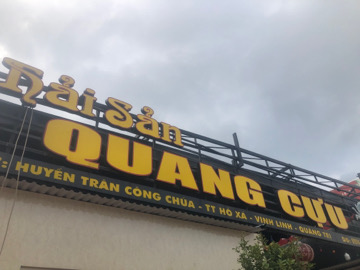 Hải Sản
QUANG CỰU
: HUYỀN TRÂN CÔNG CHÚA - TT HỒ XÁ - VĨNH LINH - QUẢNG TRỊ